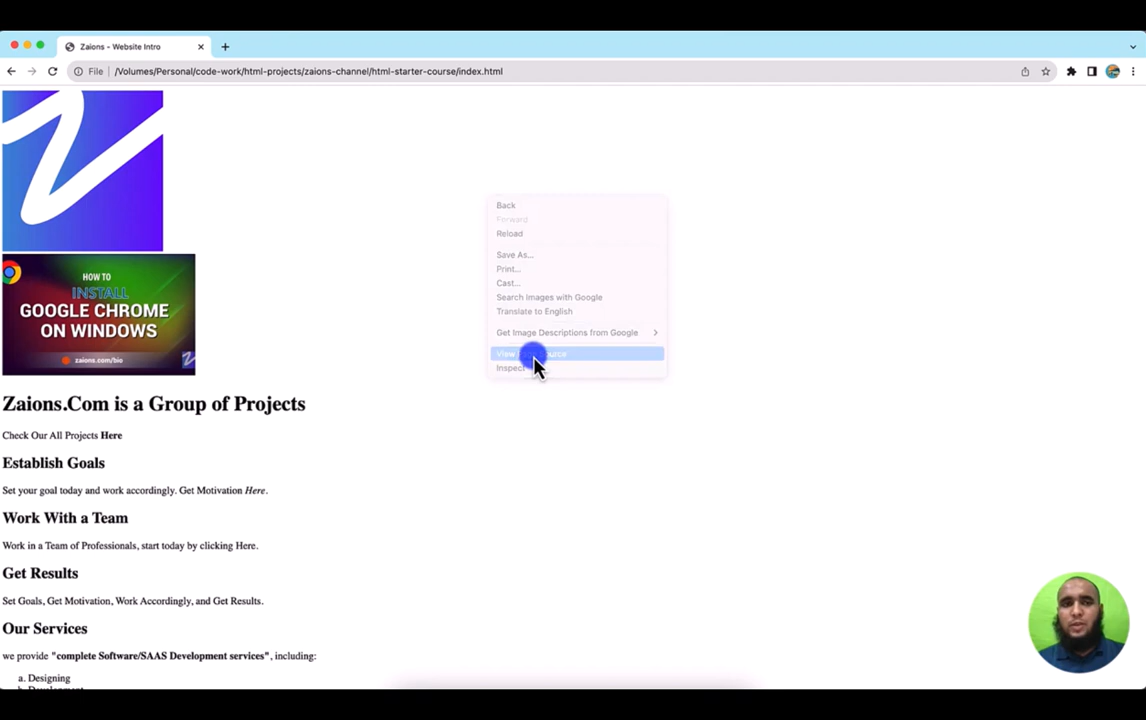 Zaions - Website Intro
File
/Volumes/Personal/code-work/html-projects/zaions-channel/html-starter-course/index.html
HOW TO
INSTALL
GOOGLE CHROME
ON WINDOWS
zaions.com/bio
Back
Forward
Reload
Save As...
Print...
Cast...
Search Images with Google
Translate to English
Get Image Descriptions from Google
View Source
Inspect
Zaions.Com is a Group of Projects
Check Our All Projects Here
Establish Goals
Set your goal today and work accordingly. Get Motivation Here.
Work With a Team
Work in a Team of Professionals, start today by clicking Here.
Get Results
Set Goals, Get Motivation, Work Accordingly, and Get Results.
Our Services
we provide "complete Software/SAAS Development services", including:
a. Designing
b. Development